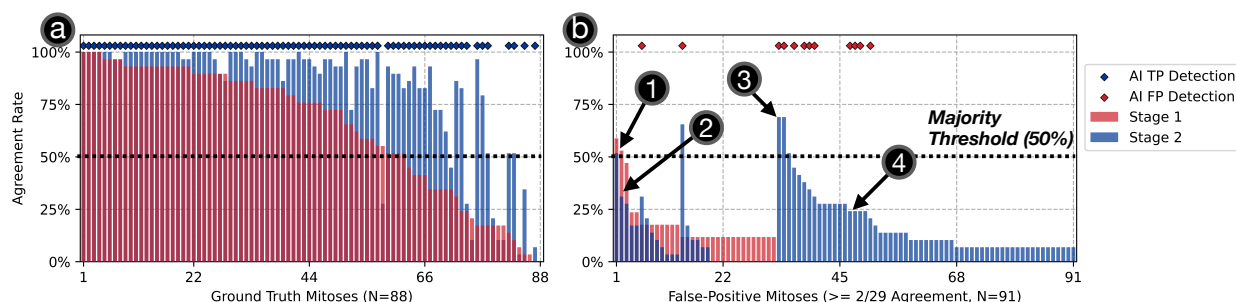 a
b
100%
75%
50%
25%
0%
Agreement Rate
1
22
44
66
88
Ground Truth Mitoses (N=88)
100%
75%
50%
25%
0%
1
2
3
4
Majority
Threshold (50%)
1
22
45
68
91
False-Positive Mitoses (>= 2/29 Agreement, N=91)
AI TP Detection
AI FP Detection
Stage 1
Stage 2